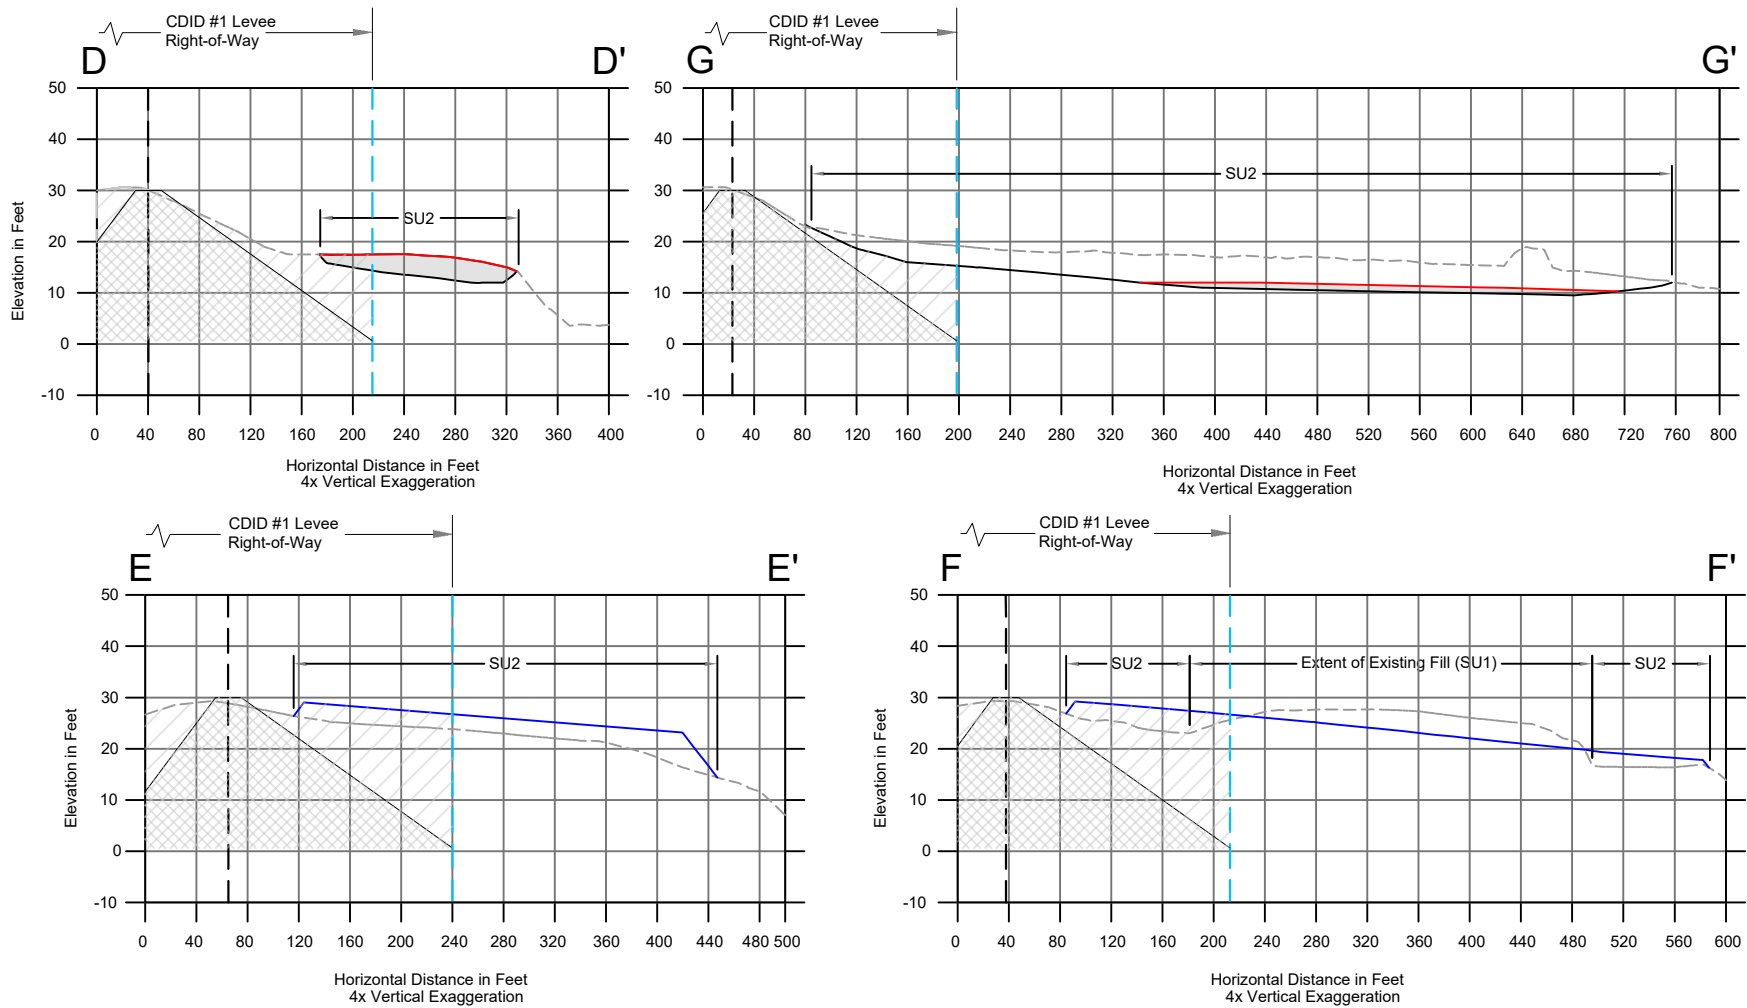 CDID #1 Levee
Right-of-Way
D
D'
50
40
30
20
10
0
-10
Elevation in Feet
SU2
0 40 80 120 160 200 240 280 320 360 400
Horizontal Distance in Feet
4x Vertical Exaggeration
CDID #1 Levee
Right-of-Way
G
G'
50
40
30
20
10
0
-10
SU2
0 40 80 120 160 200 240 280 320 360 400 440 480 520 560 600 640 680 720 760 800
Horizontal Distance in Feet
4x Vertical Exaggeration
CDID #1 Levee
Right-of-Way
E
E'
50
40
30
20
10
0
-10
Elevation in Feet
SU2
0 40 80 120 160 200 240 280 320 360 400 440 480 500
Horizontal Distance in Feet
4x Vertical Exaggeration
CDID #1 Levee
Right-of-Way
F
F'
50
40
30
20
10
0
-10
Elevation in Feet
SU2
Extent of Existing Fill (SU1)
SU2
0 40 80 120 160 200 240 280 320 360 400 440 480 520 560 600
Horizontal Distance in Feet
4x Vertical Exaggeration